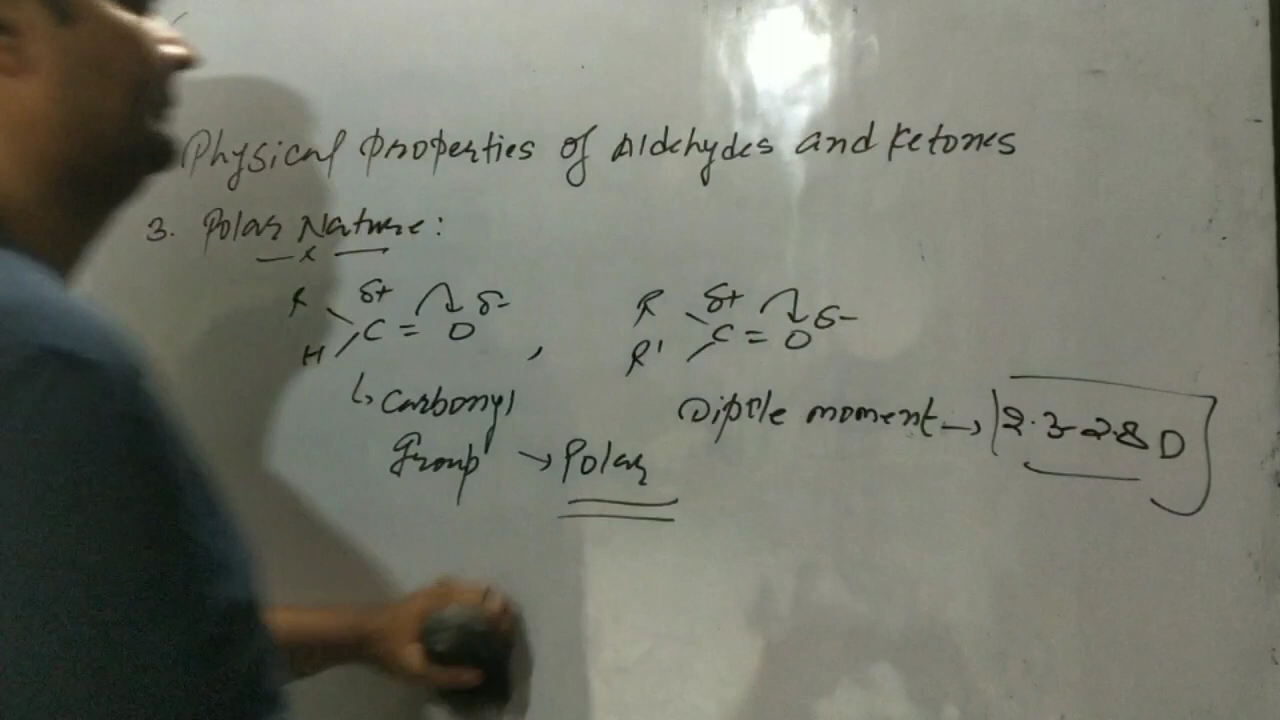 Physical properties of Aldehydes and Ketones
3. Polar Nature:
—x—
R δ+ δ- R δ+ δ-
C = O , C = O
H R'
↳ Carbonyl Dipole moment → 2.3-2.8 D
group → Polar